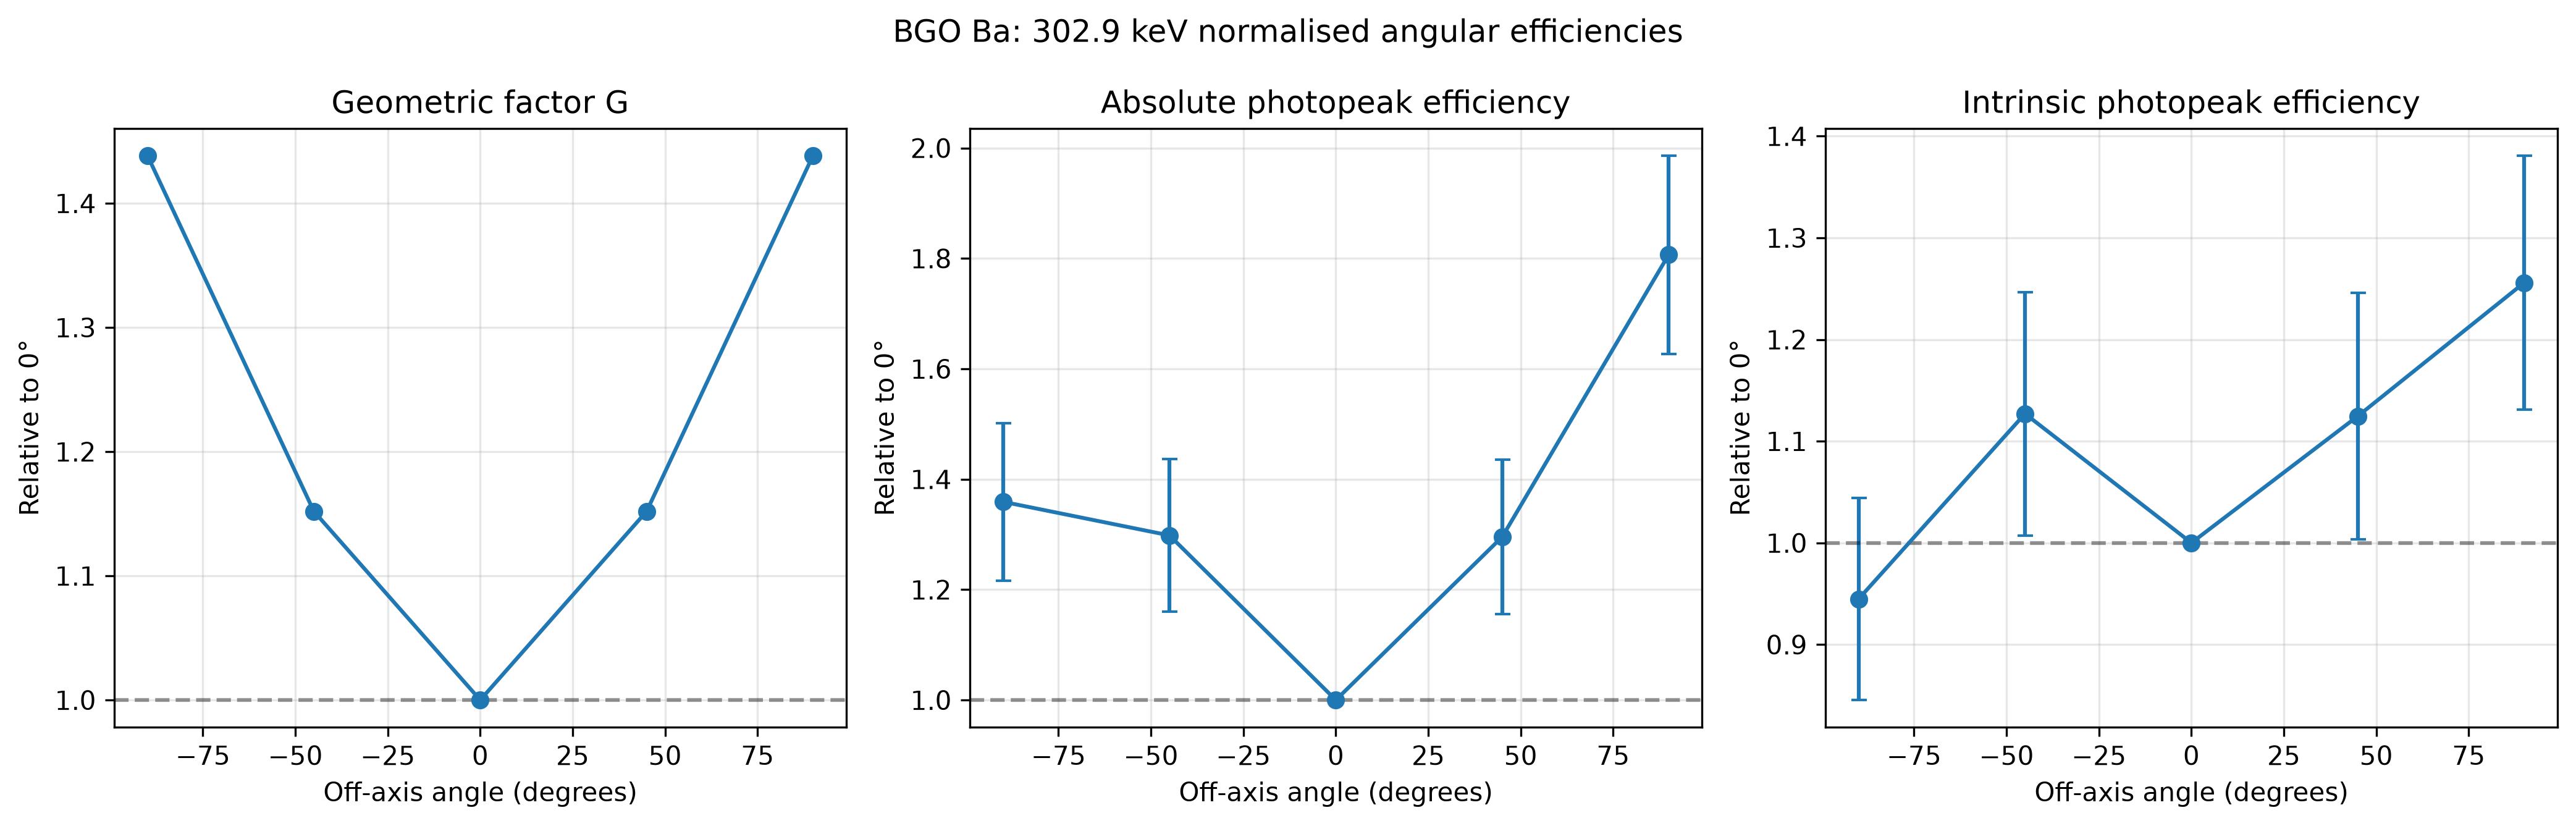 BGO Ba: 302.9 keV normalised angular efficiencies
Geometric factor G
Relative to 0°
1.4
1.3
1.2
1.1
1.0
−75 −50 −25 0 25 50 75
Off-axis angle (degrees)
Absolute photopeak efficiency
Relative to 0°
2.0
1.8
1.6
1.4
1.2
1.0
−75 −50 −25 0 25 50 75
Off-axis angle (degrees)
Intrinsic photopeak efficiency
Relative to 0°
1.4
1.3
1.2
1.1
1.0
0.9
−75 −50 −25 0 25 50 75
Off-axis angle (degrees)